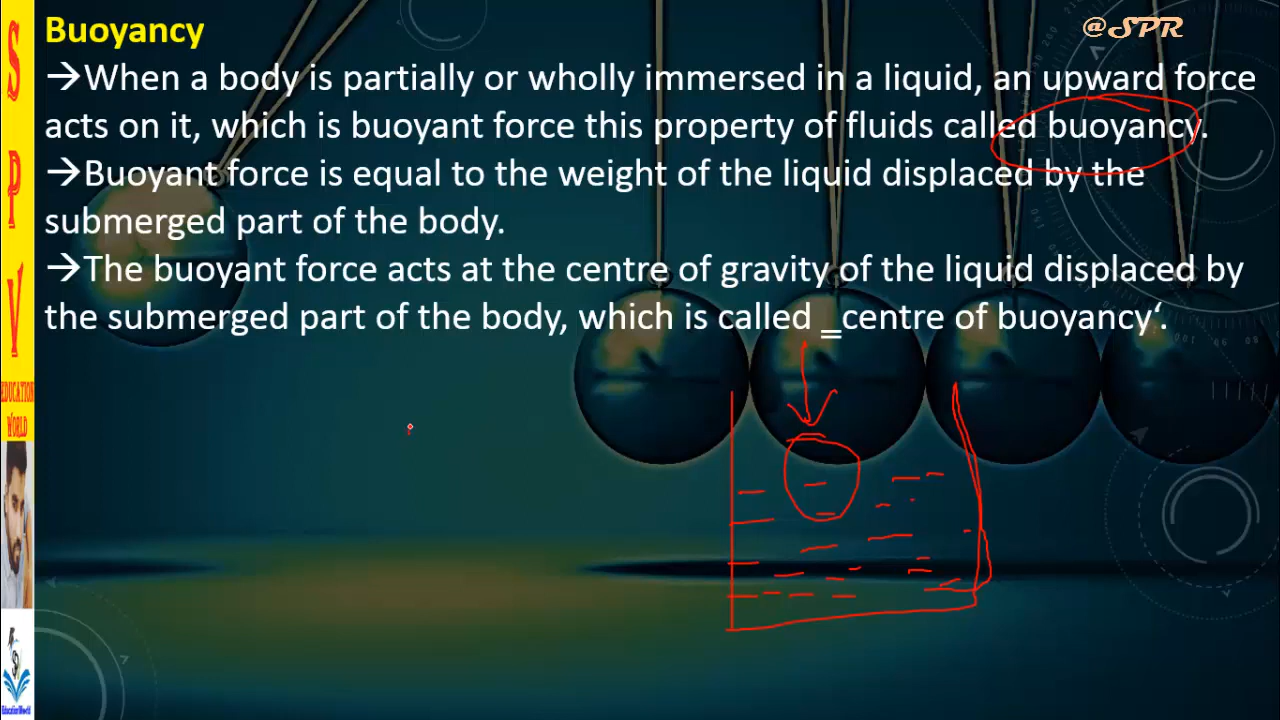 Buoyancy
@SPR
→When a body is partially or wholly immersed in a liquid, an upward force
acts on it, which is buoyant force this property of fluids called buoyancy.
→Buoyant force is equal to the weight of the liquid displaced by the
submerged part of the body.
→The buoyant force acts at the centre of gravity of the liquid displaced by
the submerged part of the body, which is called ‗centre of buoyancy‘.
S
P
V
EDUCATION
WORLD
Education World